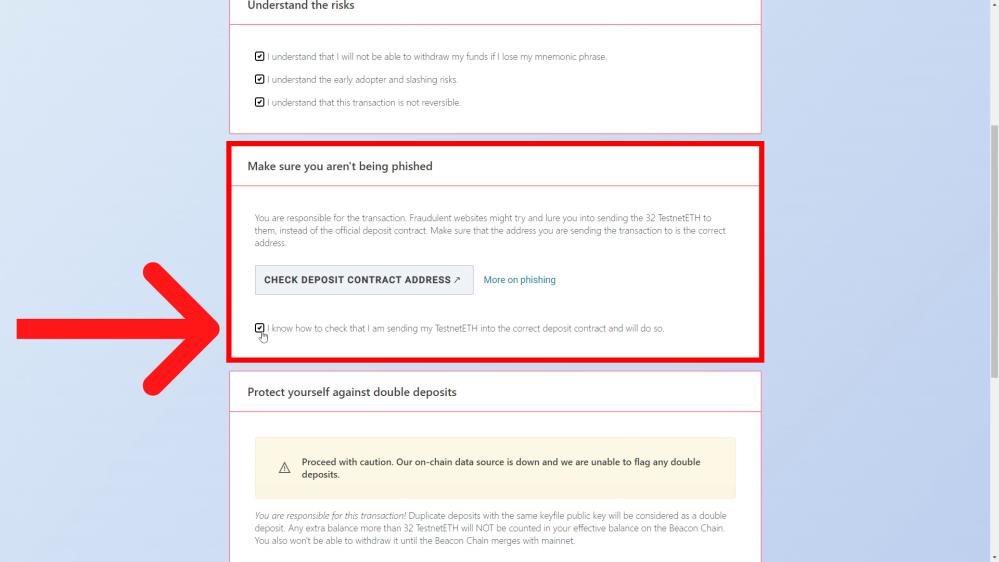 Understand the risks
I understand that I will not be able to withdraw my funds if I lose my mnemonic phrase.
I understand the early adopter and slashing risks.
I understand that this transaction is not reversible.
Make sure you aren't being phished
You are responsible for the transaction. Fraudulent websites might try and lure you into sending the 32 TestnetETH to
them, instead of the official deposit contract. Make sure that the address you are sending the transaction to is the correct
address.
CHECK DEPOSIT CONTRACT ADDRESS ↗
More on phishing
I know how to check that I am sending my TestnetETH into the correct deposit contract and will do so.
Protect yourself against double deposits
Proceed with caution. Our on-chain data source is down and we are unable to flag any double
deposits.
You are responsible for this transaction! Duplicate deposits with the same keyfile public key will be considered as a double
deposit. Any extra balance more than 32 TestnetETH will NOT be counted in your effective balance on the Beacon Chain.
You also won't be able to withdraw it until the Beacon Chain merges with mainnet.